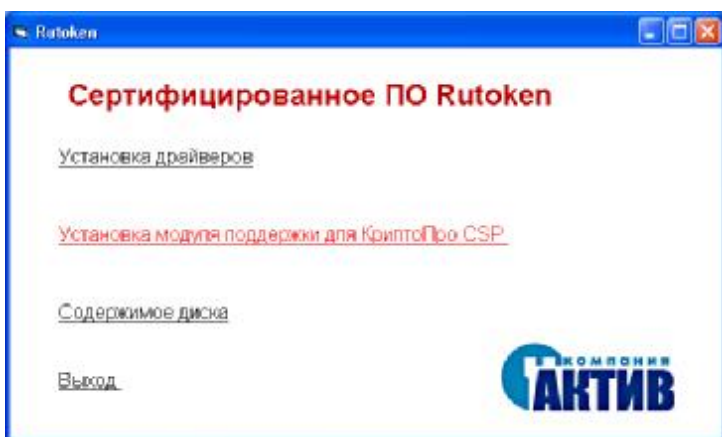 Rutoken
Сертифицированное ПО Rutoken
Установка драйверов
Установка модуля поддержки для КриптоПро CSP
Содержимое диска
Выход
компания
АКТИВ